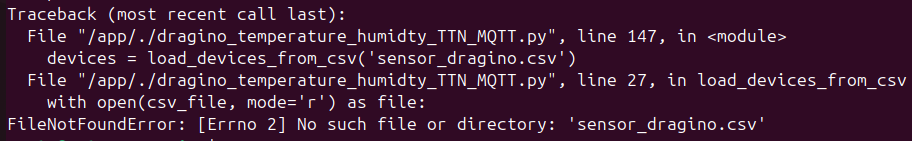 Traceback (most recent call last):
  File "/app/./dragino_temperature_humidty_TTN_MQTT.py", line 147, in <module>
    devices = load_devices_from_csv('sensor_dragino.csv')
  File "/app/./dragino_temperature_humidty_TTN_MQTT.py", line 27, in load_devices_from_csv
    with open(csv_file, mode='r') as file:
FileNotFoundError: [Errno 2] No such file or directory: 'sensor_dragino.csv'